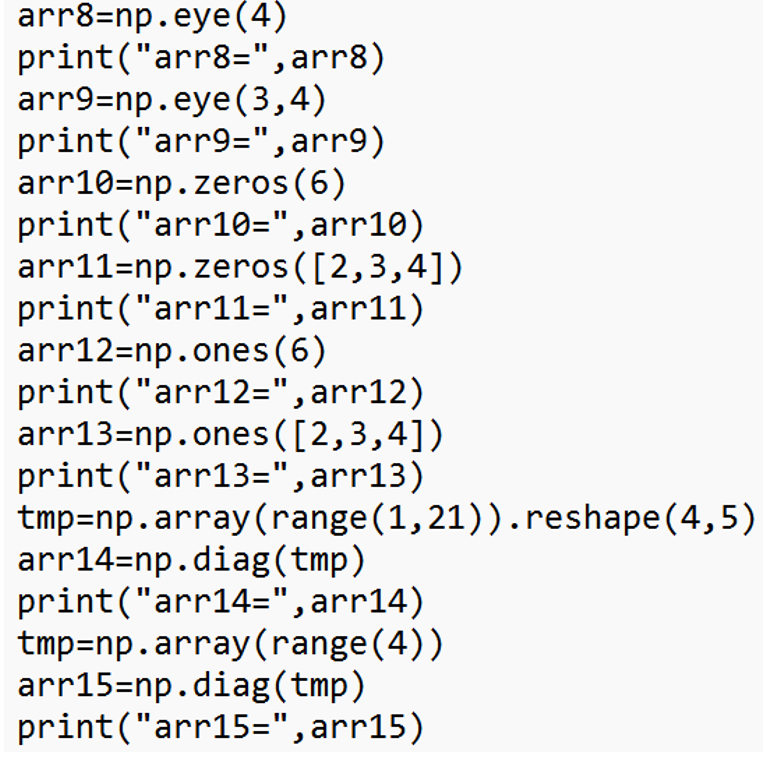 arr8=np.eye(4)
print("arr8=",arr8)
arr9=np.eye(3,4)
print("arr9=",arr9)
arr10=np.zeros(6)
print("arr10=",arr10)
arr11=np.zeros([2,3,4])
print("arr11=",arr11)
arr12=np.ones(6)
print("arr12=",arr12)
arr13=np.ones([2,3,4])
print("arr13=",arr13)
tmp=np.array(range(1,21)).reshape(4,5)
arr14=np.diag(tmp)
print("arr14=",arr14)
tmp=np.array(range(4))
arr15=np.diag(tmp)
print("arr15=",arr15)